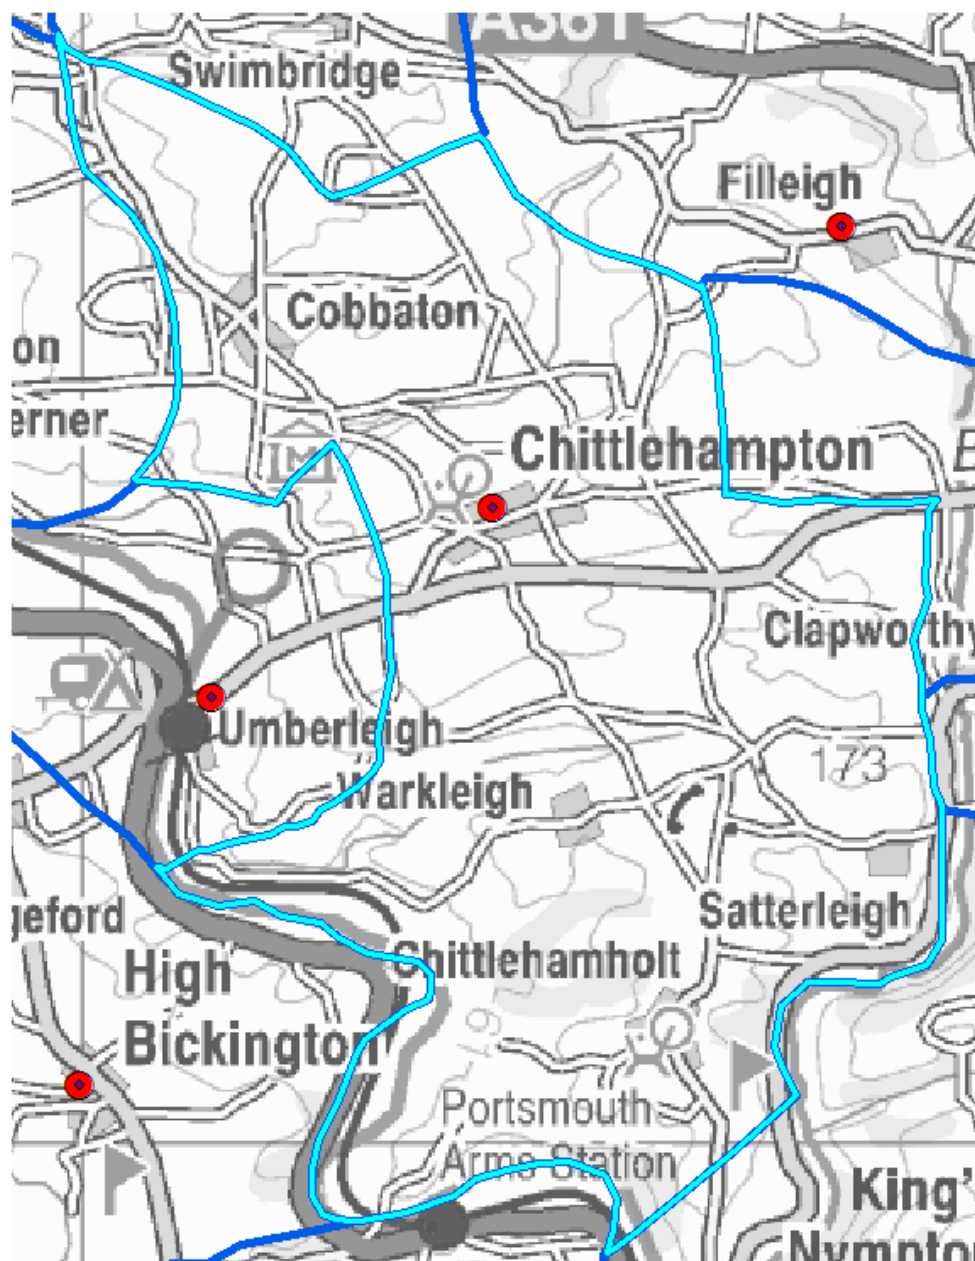 A361
Swimbridge
Filleigh
Cobbaton
on
erner
Chittlehampton
E
M
Clapworthy
Umberleigh
173
Warkleigh
geford
Satterleigh
High
Bickington
Chittlehamholt
Portsmouth
Arms Station
King'
Nympton